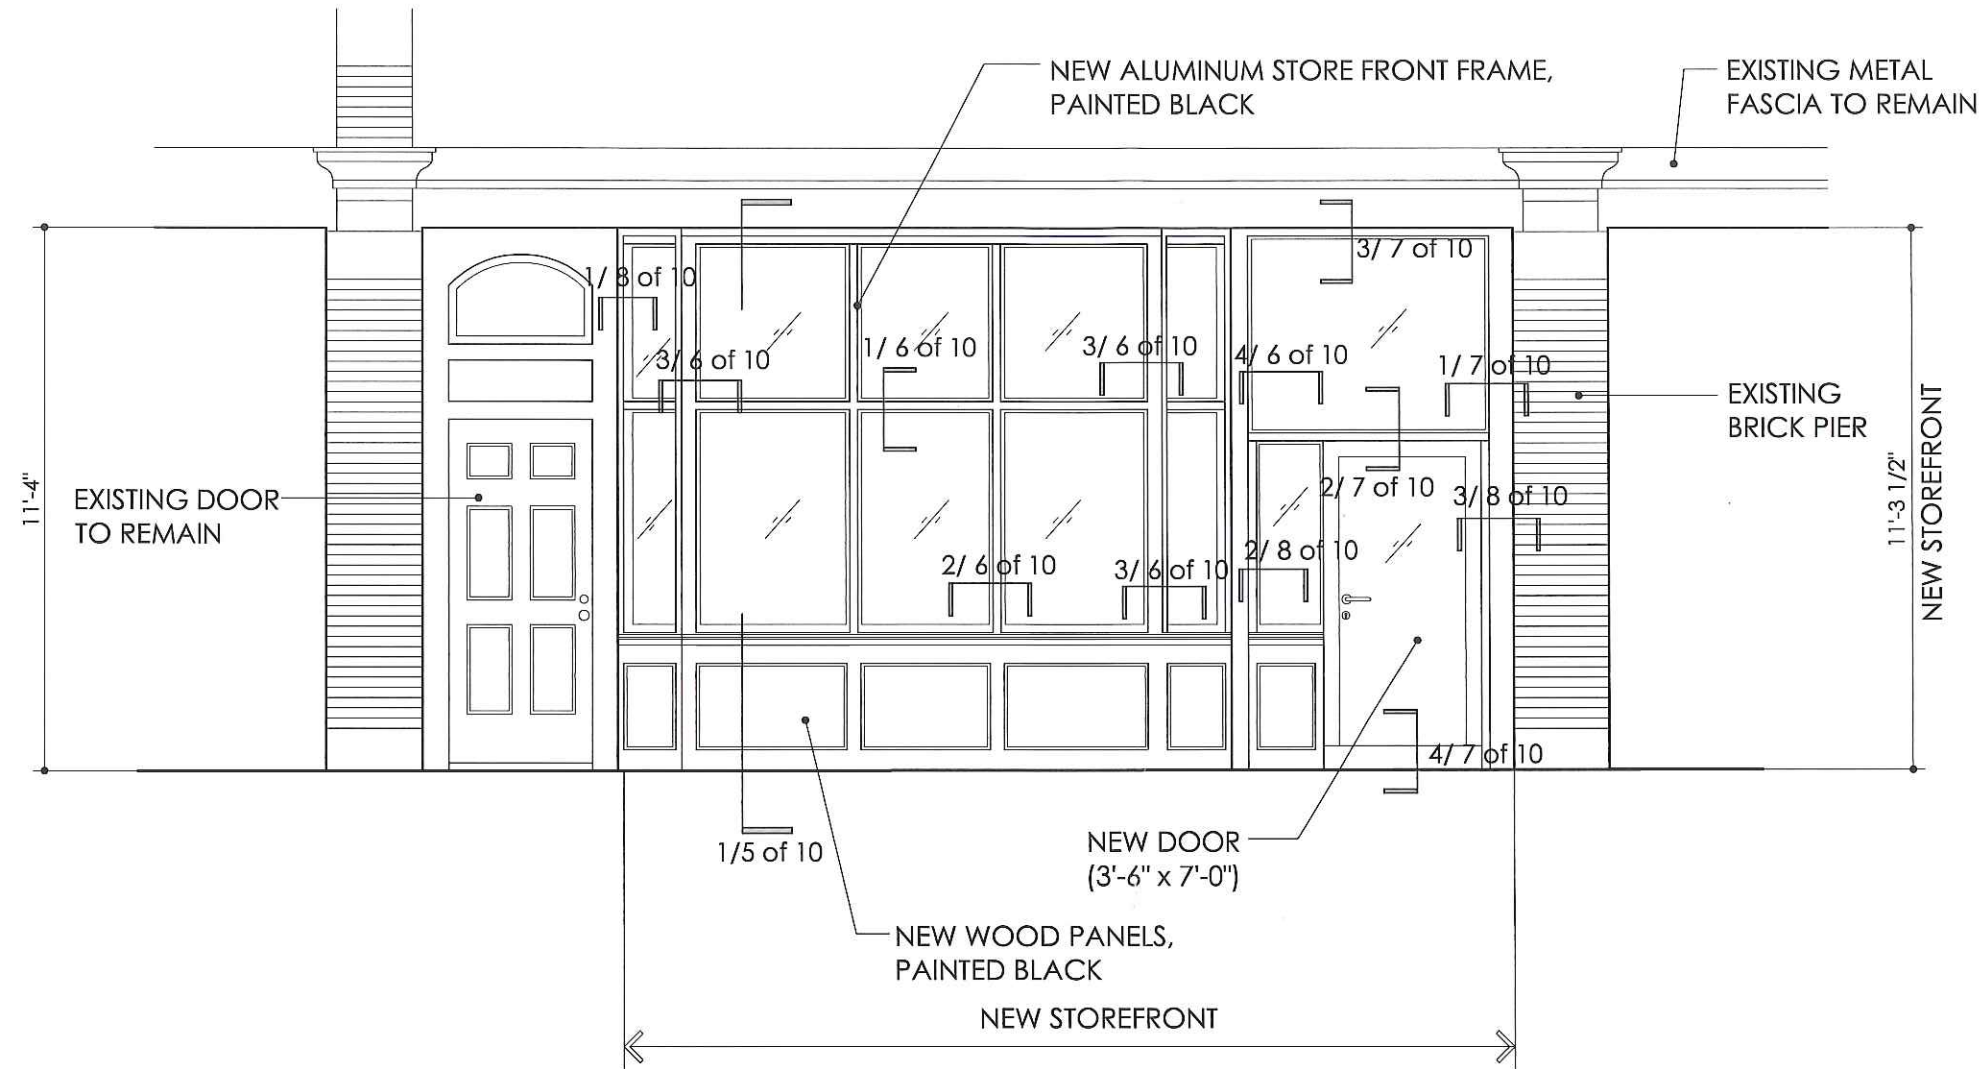 NEW ALUMINUM STORE FRONT FRAME,
PAINTED BLACK
EXISTING METAL
FASCIA TO REMAIN
3/ 7 of 10
1/ 8 of 10
3/ 6 of 10
1/ 6 of 10
3/ 6 of 10
4/ 6 of 10
1/ 7 of 10
EXISTING
BRICK PIER
11'-4"
EXISTING DOOR
TO REMAIN
2/ 7 of 10
3/ 8 of 10
11'-3 1/2"
NEW STOREFRONT
2/ 6 of 10
3/ 6 of 10
2/ 8 of 10
4/ 7 of 10
1/5 of 10
NEW DOOR
(3'-6" x 7'-0")
NEW WOOD PANELS,
PAINTED BLACK
NEW STOREFRONT